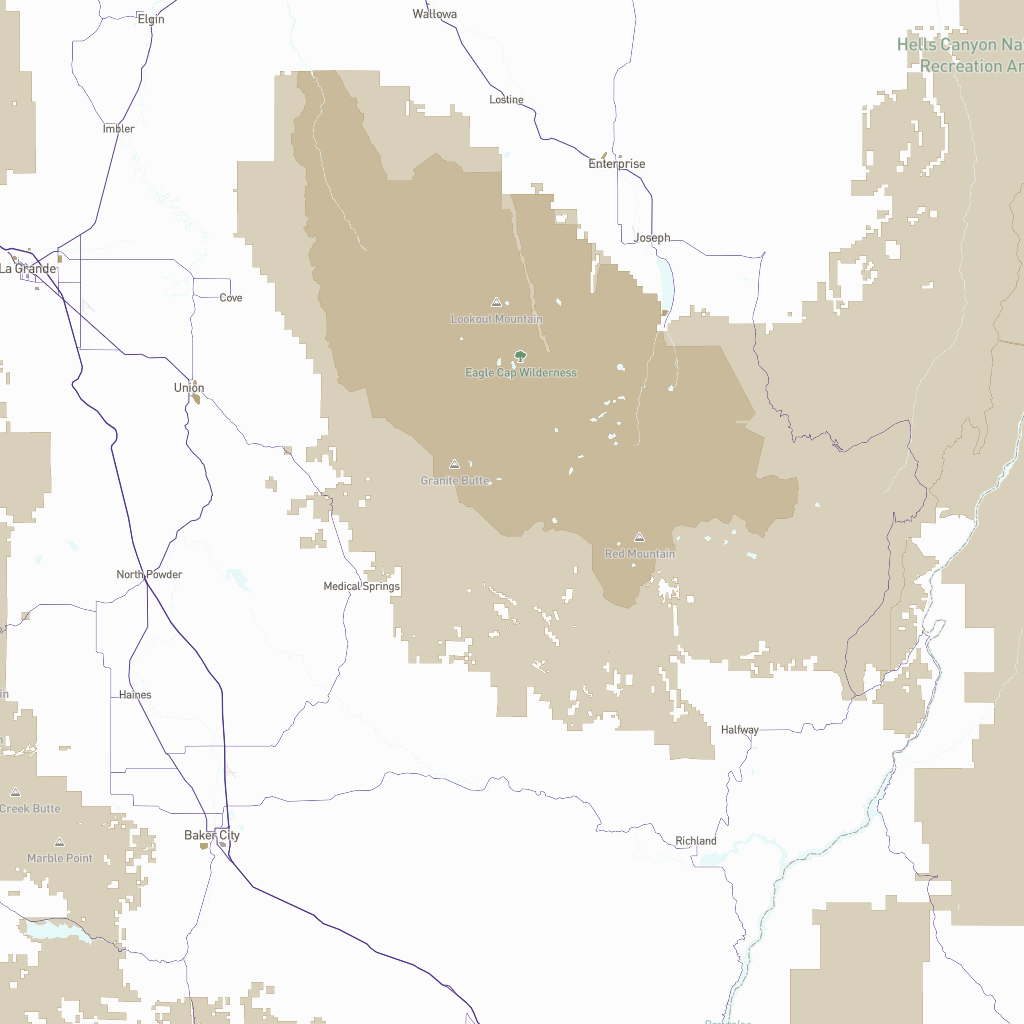 Elgin
Wallowa
Hells Canyon Na
Recreation Ar
Lostine
Imbler
Enterprise
Joseph
La Grande
Cove
Lookout Mountain
Eagle Cap Wilderness
Union
Granite Butte
Red Mountain
North Powder
Medical Springs
Haines
in
n
Halfway
Creek Butte
Baker City
Richland
Marble Point